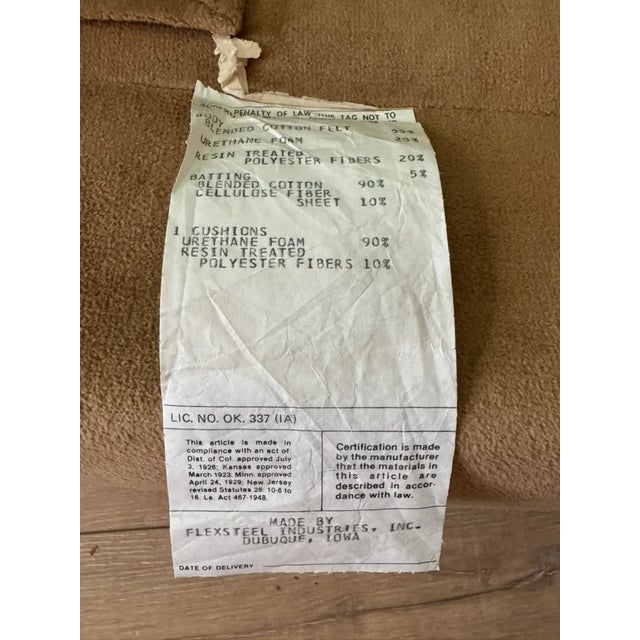 UNDER PENALTY OF LAW THIS TAG NOT TO
BODY
BLENDED COTTON FELT 55%
URETHANE FOAM 20%
RESIN TREATED
POLYESTER FIBERS 20%
BATTING 5%
BLENDED COTTON 90%
CELLULOSE FIBER
SHEET 10%
1 CUSHIONS
URETHANE FOAM 90%
RESIN TREATED
POLYESTER FIBERS 10%
LIC. NO. OK. 337 (IA)
This article is made in
compliance with an act of:
Dist. of Col. approved July
3, 1926; Kansas approved
March 1923; Minn. approved
April 24, 1929; New Jersey
revised Statutes 26: 10-6 to
18. La. Act 467-1948.
Certification is made
by the manufacturer
that the materials in
this article are
described in accor-
dance with law.
MADE BY
FLEXSTEEL INDUSTRIES, INC.
DUBUQUE, IOWA
DATE OF DELIVERY